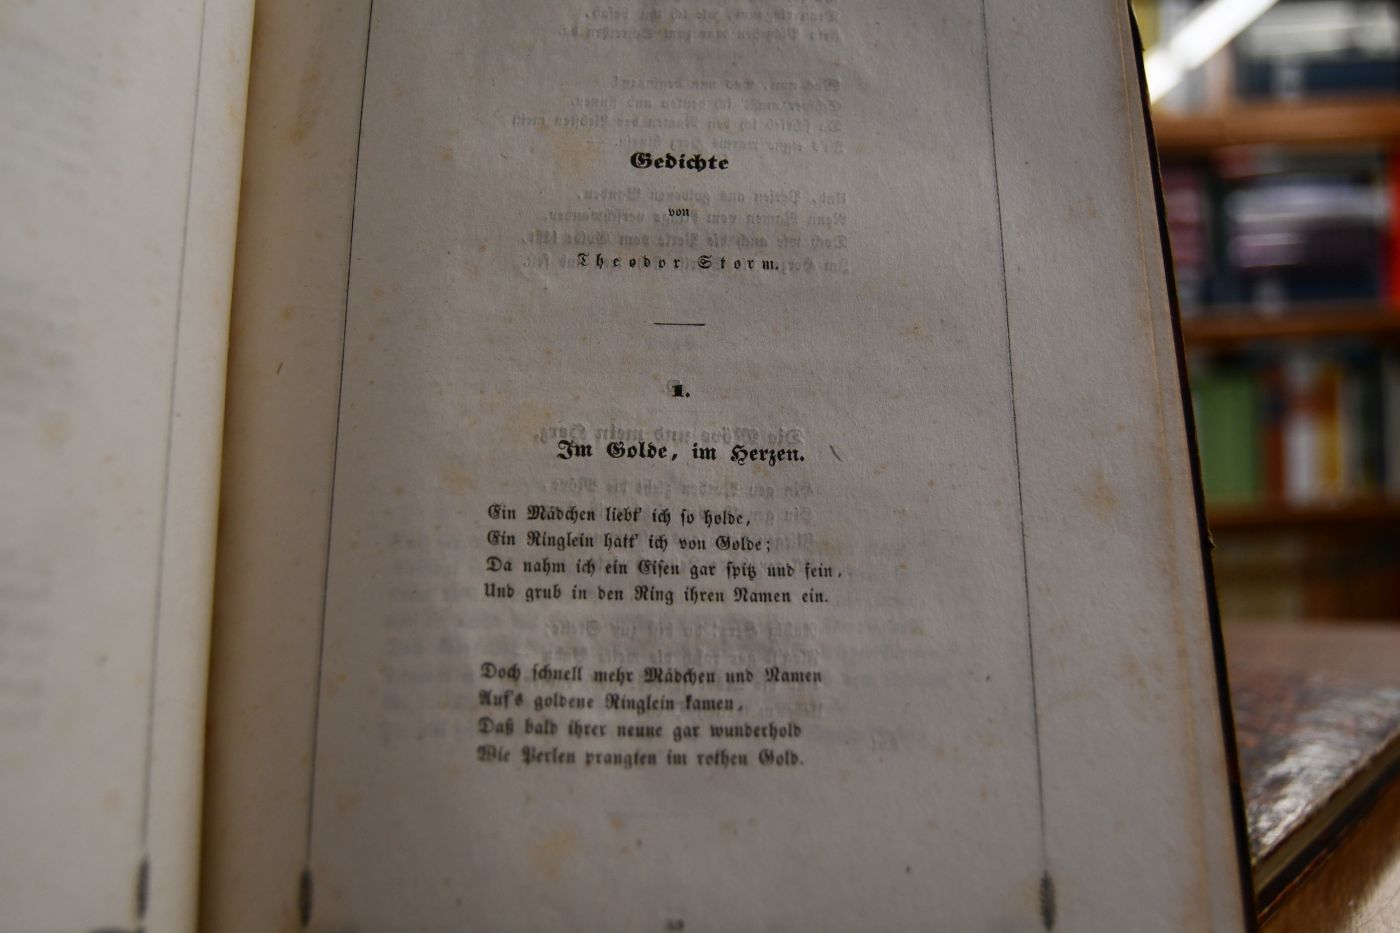 Gedichte
von
Theodor Storm.
1.
Im Golde, im Herzen.
Ein Mädchen liebt' ich so holde,
Ein Ringlein hatt' ich von Golde;
Da nahm ich ein Eisen gar spitz und fein,
Und grub in den Ring ihren Namen ein.
Doch schnell mehr Mädchen und Namen
Auf's goldene Ringlein kamen,
Daß bald ihrer neune gar wunderhold
Wie Perlen prangten im rothen Gold.